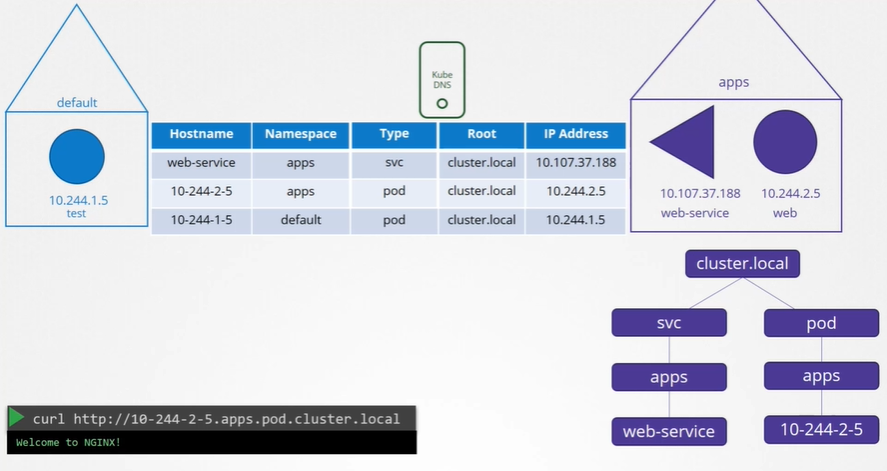 default
10.244.1.5
test
Kube
DNS
Hostname Namespace Type Root IP Address
web-service apps svc cluster.local 10.107.37.188
10-244-2-5 apps pod cluster.local 10.244.2.5
10-244-1-5 default pod cluster.local 10.244.1.5
apps
10.107.37.188 10.244.2.5
web-service web
cluster.local
svc pod
apps apps
web-service 10-244-2-5
curl http://10-244-2-5.apps.pod.cluster.local
Welcome to NGINX!